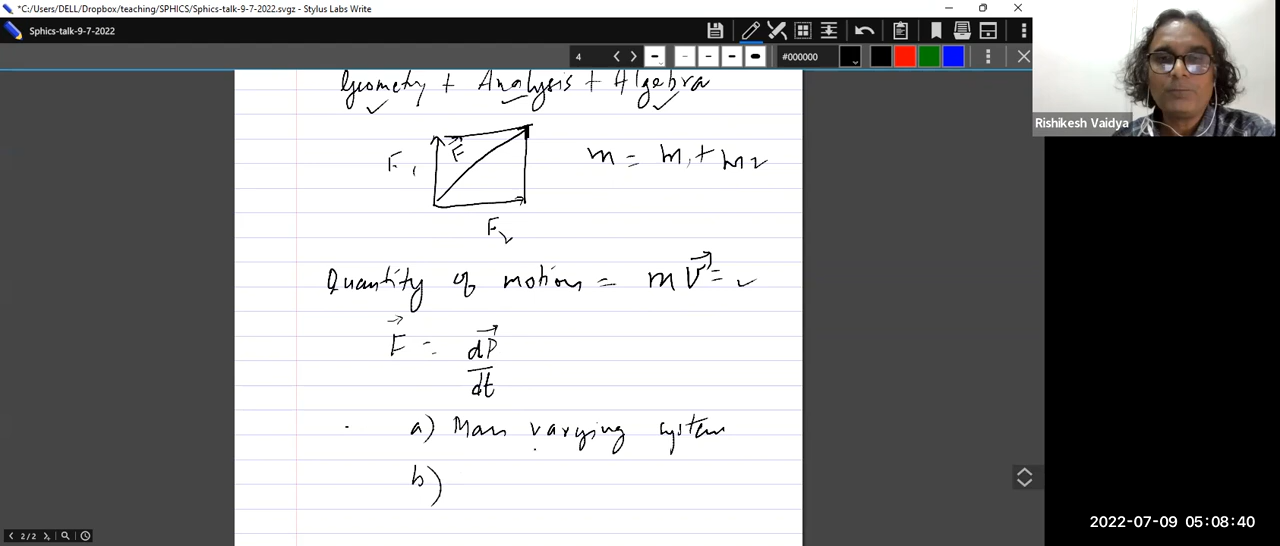 *C:/Users/DELL/Dropbox/teaching/SPHICS/Sphics-talk-9-7-2022.svgz - Stylus Labs Write
Sphics-talk-9-7-2022
4
#000000
Rishikesh Vaidya
Geometry + Analysis + Algebra
F₁ F⃗ m = m₁ + m₂
F₂
Quantity of motion = m v⃗ =
F⃗ = dP⃗/dt
a) Mass varying system
b)
2/2
2022-07-09 05:08:40